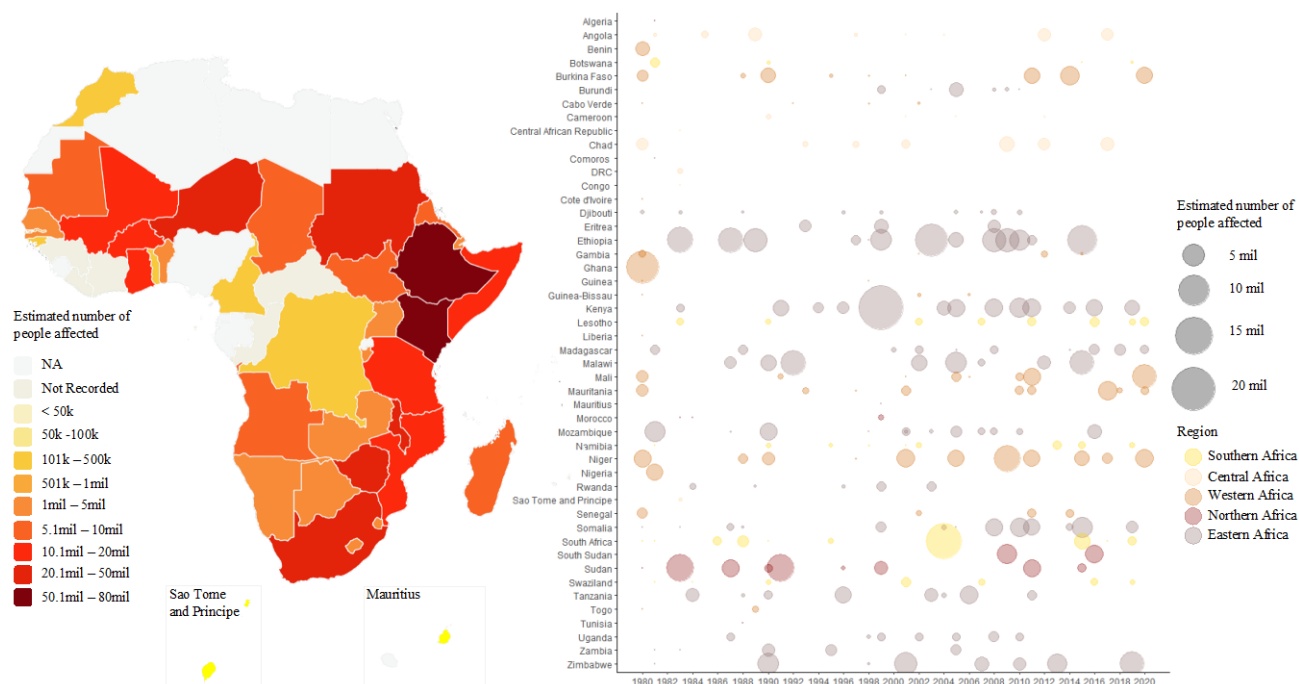 Estimated number of
people affected
NA
Not Recorded
< 50k
50k -100k
101k – 500k
501k – 1mil
1mil – 5mil
5.1mil – 10mil
10.1mil – 20mil
20.1mil – 50mil
50.1mil – 80mil
Sao Tome
and Principe
Mauritius
Algeria
Angola
Benin
Botswana
Burkina Faso
Burundi
Cabo Verde
Cameroon
Central African Republic
Chad
Comoros
DRC
Congo
Cote d'Ivoire
Djibouti
Eritrea
Ethiopia
Gambia
Ghana
Guinea
Guinea-Bissau
Kenya
Lesotho
Liberia
Madagascar
Malawi
Mali
Mauritania
Mauritius
Morocco
Mozambique
Namibia
Niger
Nigeria
Rwanda
Sao Tome and Principe
Senegal
Somalia
South Africa
South Sudan
Sudan
Swaziland
Tanzania
Togo
Tunisia
Uganda
Zambia
Zimbabwe
1980 1982 1984 1986 1988 1990 1992 1994 1996 1998 2000 2002 2004 2006 2008 2010 2012 2014 2016 2018 2020
Estimated number of
people affected
5 mil
10 mil
15 mil
20 mil
Region
Southern Africa
Central Africa
Western Africa
Northern Africa
Eastern Africa